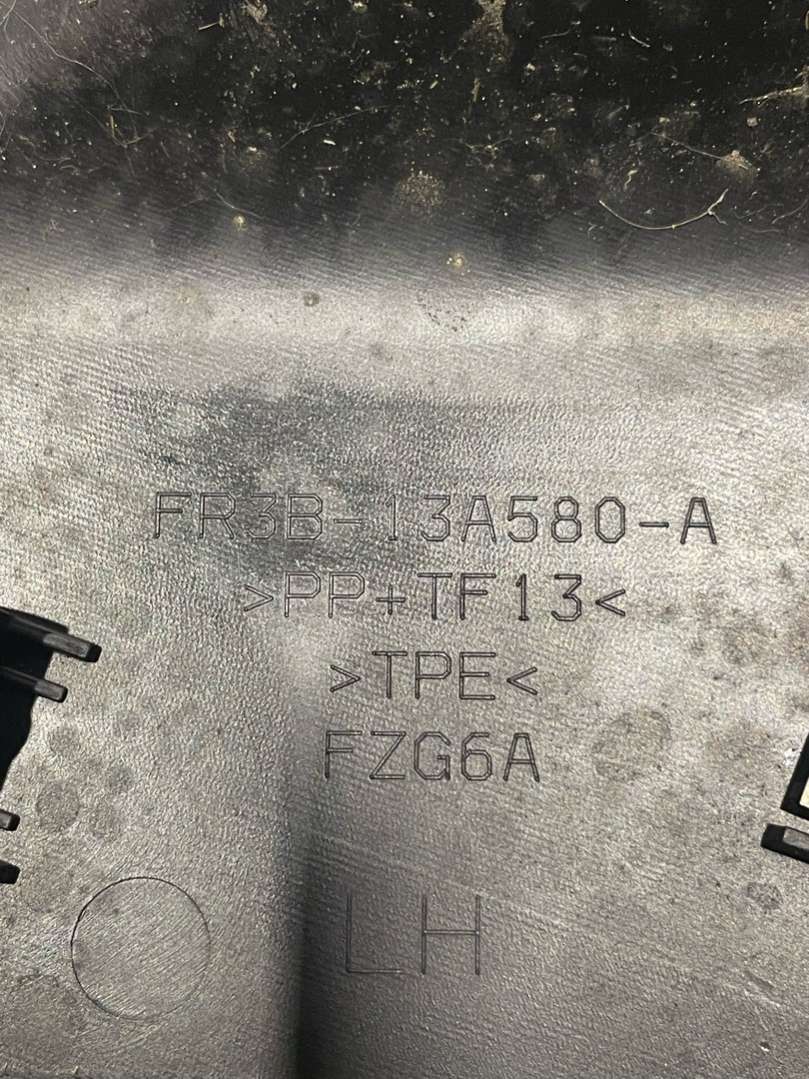 FR3B-13A580-A
>PP+TF13<
>TPE<
FZG6A
LH